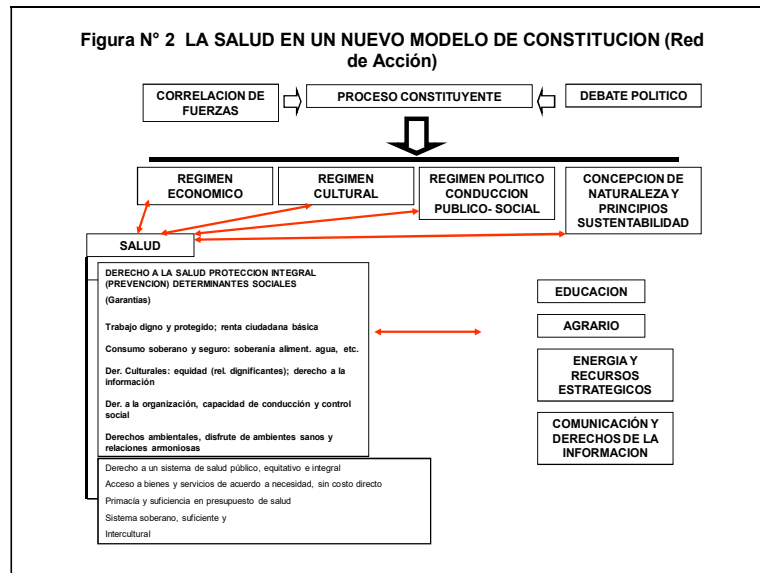 Figura N° 2 LA SALUD EN UN NUEVO MODELO DE CONSTITUCION (Red
de Acción)
CORRELACION DE
FUERZAS
PROCESO CONSTITUYENTE
DEBATE POLITICO
REGIMEN
ECONOMICO
REGIMEN
CULTURAL
REGIMEN POLITICO
CONDUCCION
PUBLICO- SOCIAL
CONCEPCION DE
NATURALEZA Y
PRINCIPIOS
SUSTENTABILIDAD
SALUD
DERECHO A LA SALUD PROTECCION INTEGRAL
(PREVENCION) DETERMINANTES SOCIALES
(Garantías)
Trabajo digno y protegido; renta ciudadana básica
Consumo soberano y seguro: soberanía aliment. agua, etc.
Der. Culturales: equidad (rel. dignificantes); derecho a la
información
Der. a la organización, capacidad de conducción y control
social
Derechos ambientales, disfrute de ambientes sanos y
relaciones armoniosas
Derecho a un sistema de salud público, equitativo e integral
Acceso a bienes y servicios de acuerdo a necesidad, sin costo directo
Primacía y suficiencia en presupuesto de salud
Sistema soberano, suficiente y
Intercultural
EDUCACION
AGRARIO
ENERGIA Y
RECURSOS
ESTRATEGICOS
COMUNICACIÓN Y
DERECHOS DE LA
INFORMACION